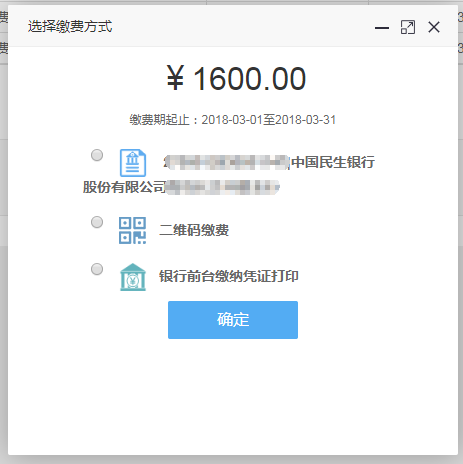 选择缴费方式
¥ 1600.00
缴费期起止：2018-03-01至2018-03-31
中国民生银行
股份有限公司
二维码缴费
银行前台缴纳凭证打印
确定